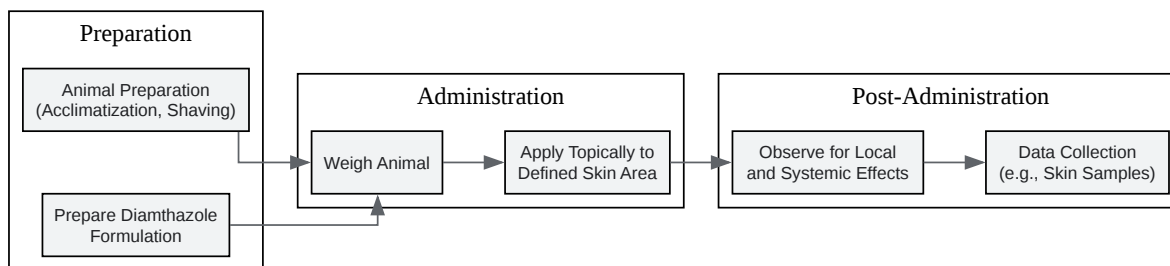 Preparation
Animal Preparation
(Acclimatization, Shaving)
Prepare Diamthazole
Formulation
Administration
Weigh Animal
Apply Topically to
Defined Skin Area
Post-Administration
Observe for Local
and Systemic Effects
Data Collection
(e.g., Skin Samples)